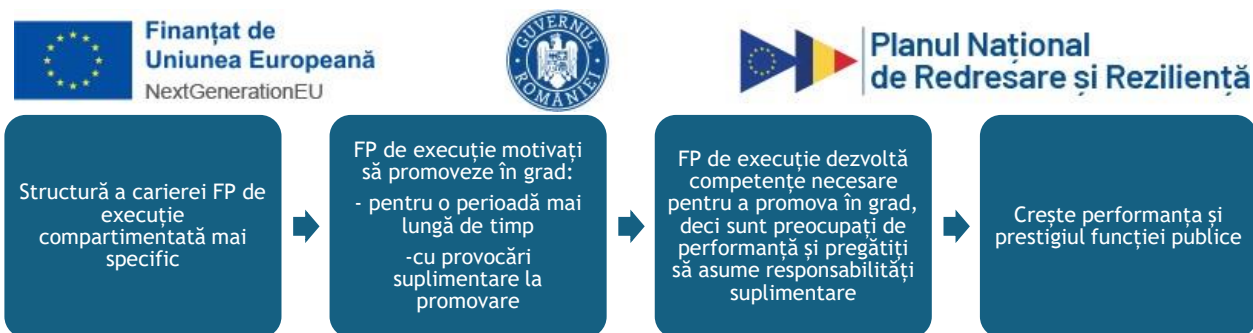 Finanțat de
Uniunea Europeană
NextGenerationEU
GUVERNUL ROMÂNIEI
Planul Național
de Redresare și Reziliență
Structură a carierei FP de
execuție
compartimentată mai
specific
FP de execuție motivați
să promoveze în grad:
- pentru o perioadă mai
lungă de timp
-cu provocări
suplimentare la
promovare
FP de execuție dezvoltă
competențe necesare
pentru a promova în grad,
deci sunt preocupați de
performanță și pregătiți
să asume responsabilități
suplimentare
Crește performanța și
prestigiul funcției publice